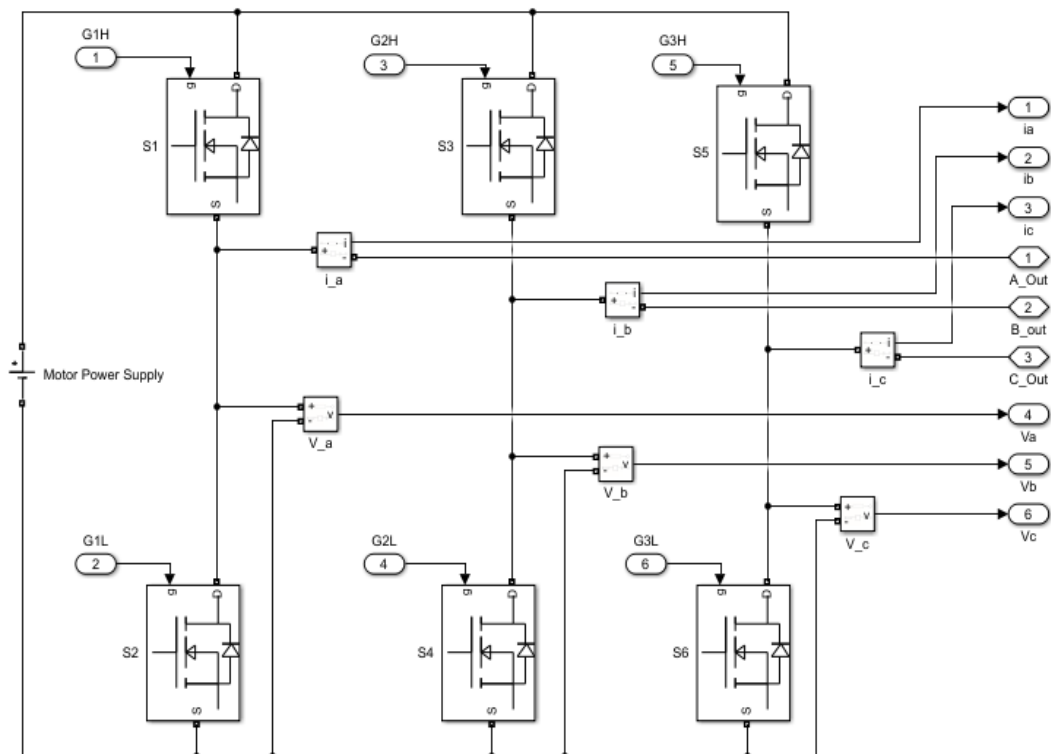 G1H
1
G2H
3
G3H
5
g
D
S1
S
g
D
S3
S
g
D
S5
S
1
ia
2
ib
3
ic
+
i
-
i_a
1
A_Out
+
i
-
i_b
2
B_out
+
i
-
i_c
3
C_Out
+
Motor Power Supply
+
-
v
V_a
4
Va
+
-
v
V_b
5
Vb
+
-
v
V_c
6
Vc
G1L
2
G2L
4
G3L
6
g
D
S2
S
g
D
S4
S
g
D
S6
S